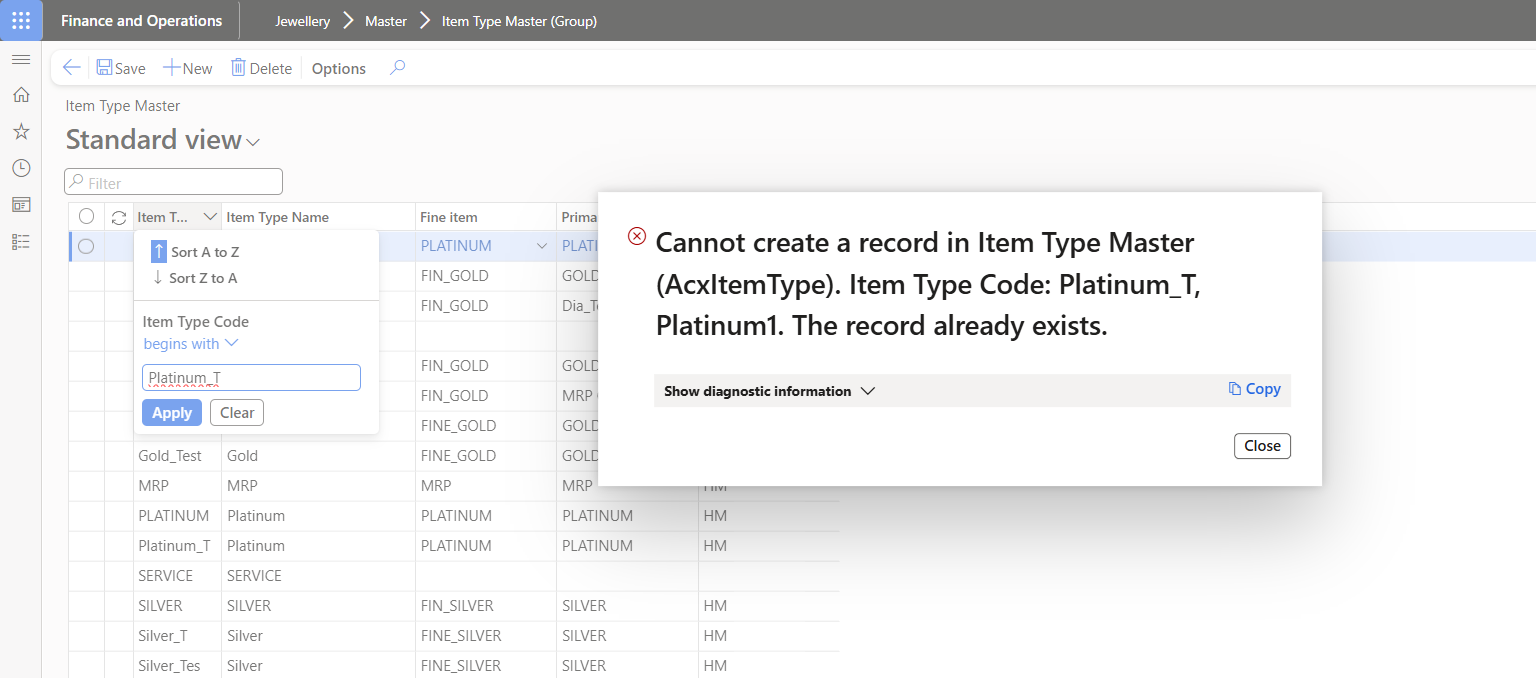 Finance and Operations
Jewellery Master Item Type Master (Group)
Save New Delete Options
Item Type Master
Standard view
Filter
Item T... Item Type Name Fine item Prima
Sort A to Z
Sort Z to A
Item Type Code
begins with
Platinum_T
Apply Clear
PLATINUM PLATI
FIN_GOLD GOLD
FIN_GOLD Dia_Te
FIN_GOLD GOLD
FIN_GOLD MRP
FINE_GOLD GOLD
Gold_Test Gold FINE_GOLD GOLD
MRP MRP MRP MRP HM
PLATINUM Platinum PLATINUM PLATINUM HM
Platinum_T Platinum PLATINUM PLATINUM HM
SERVICE SERVICE
SILVER SILVER FIN_SILVER SILVER HM
Silver_T Silver FINE_SILVER SILVER HM
Silver_Tes Silver FINE_SILVER SILVER HM
Cannot create a record in Item Type Master
(AcxItemType). Item Type Code: Platinum_T,
Platinum1. The record already exists.
Show diagnostic information Copy
Close